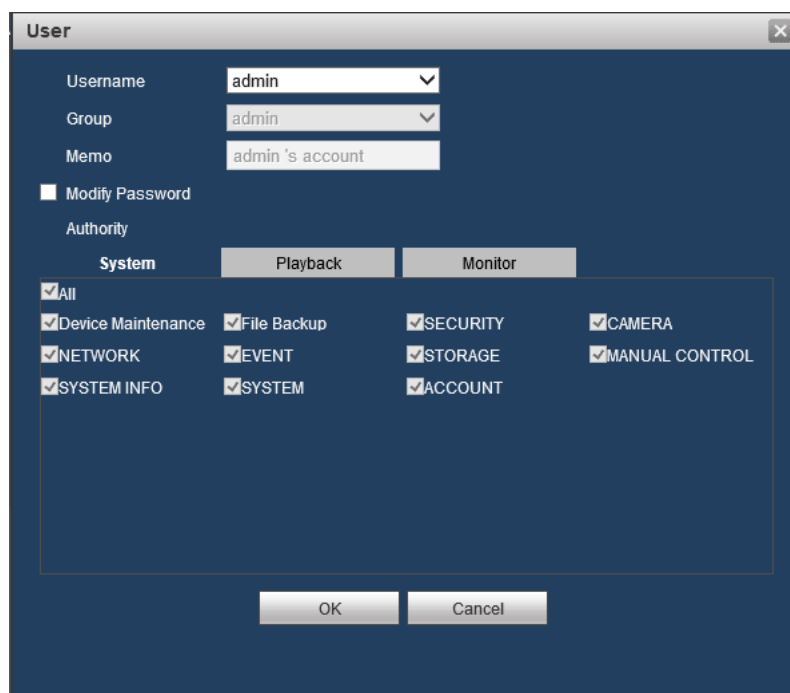 User
Username admin
Group admin
Memo admin 's account
Modify Password
Authority
System Playback Monitor
All
Device Maintenance File Backup SECURITY CAMERA
NETWORK EVENT STORAGE MANUAL CONTROL
SYSTEM INFO SYSTEM ACCOUNT
OK Cancel